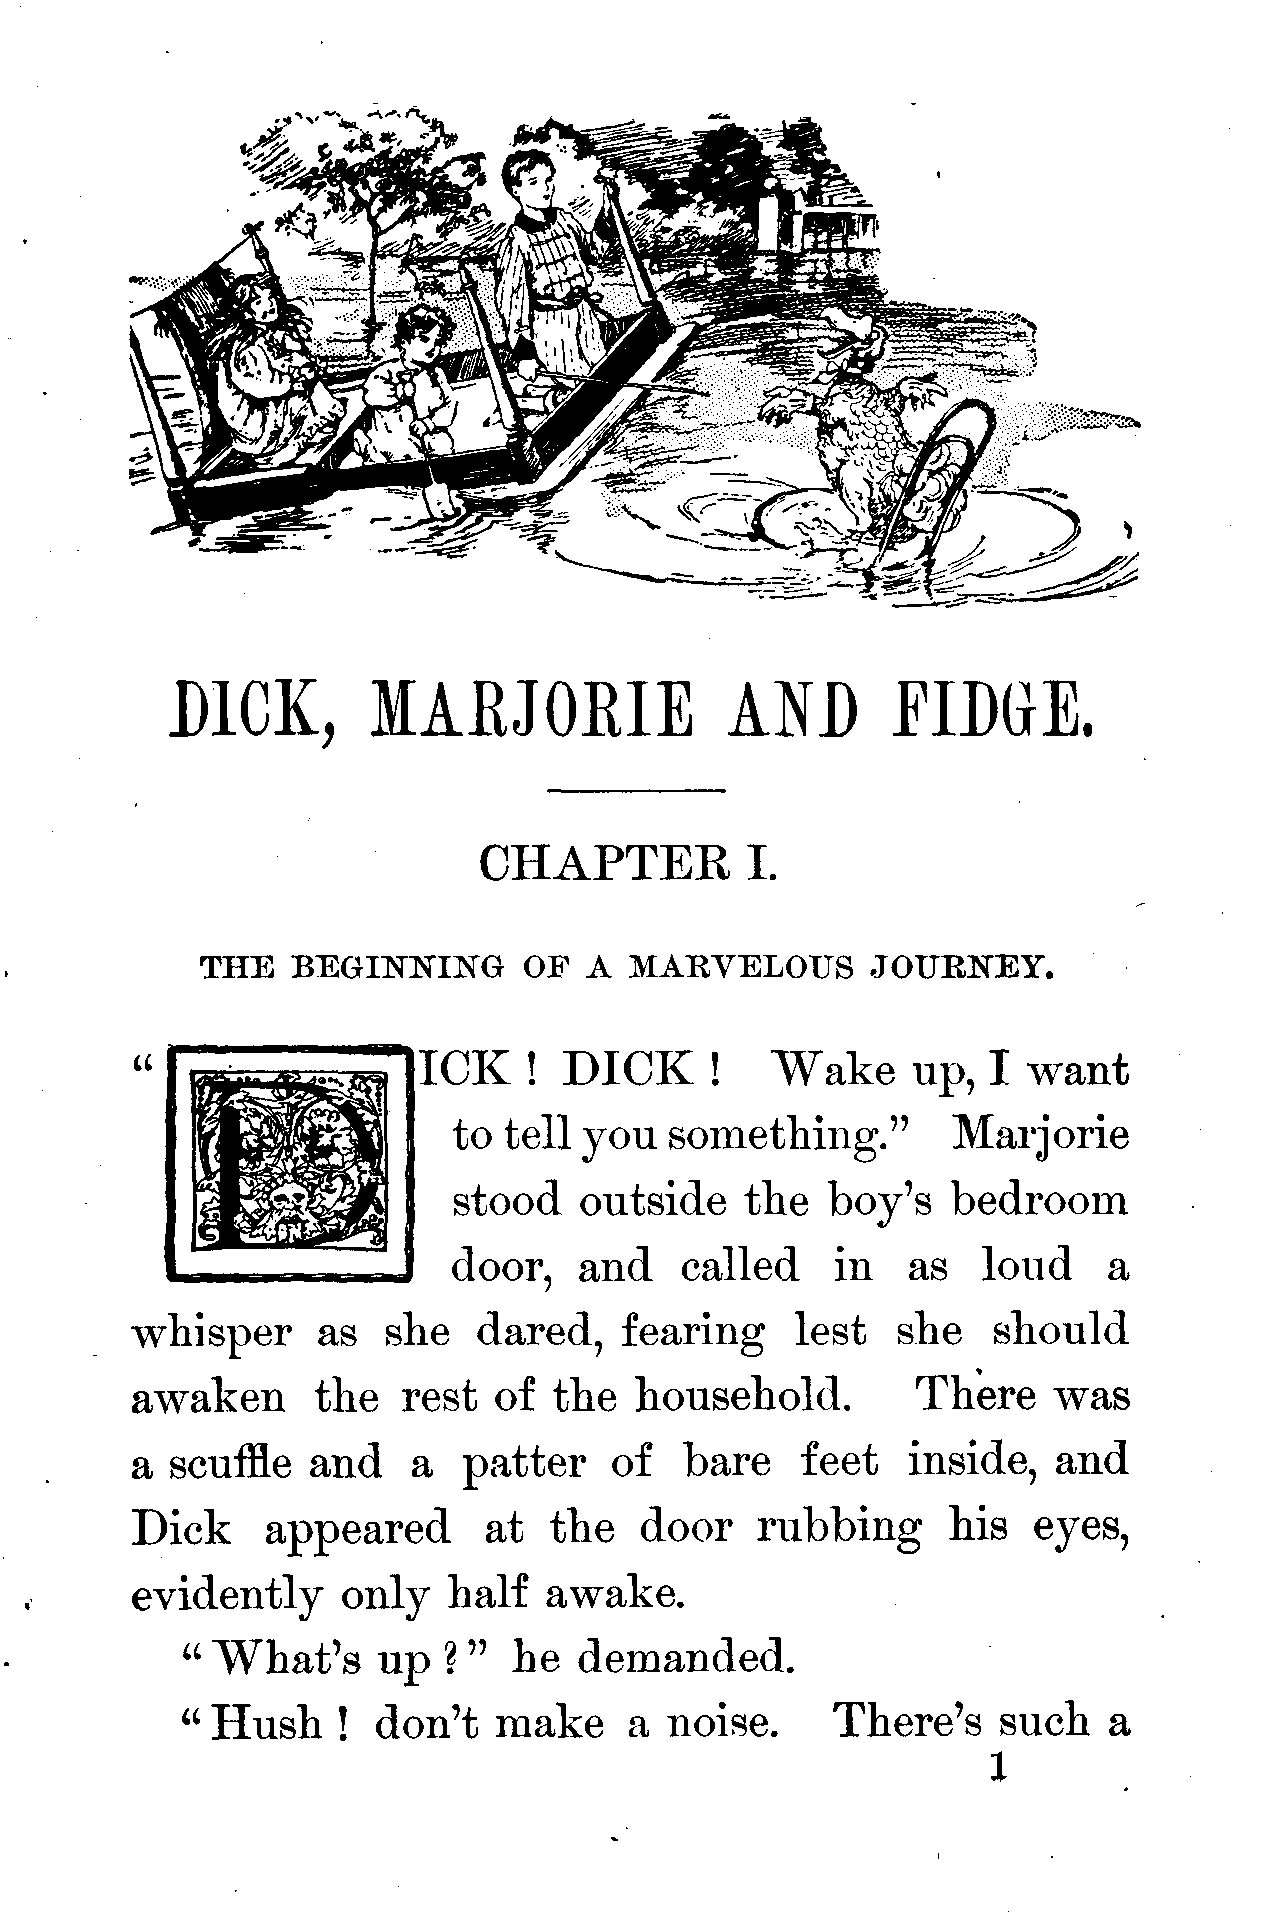 DICK, MARJORIE AND FIDGE.
CHAPTER I.
THE BEGINNING OF A MARVELOUS JOURNEY.
“DICK! DICK! Wake up, I want
to tell you something.” Marjorie
stood outside the boy’s bedroom
door, and called in as loud a
whisper as she dared, fearing lest she should
awaken the rest of the household. There was
a scuffle and a patter of bare feet inside, and
Dick appeared at the door rubbing his eyes,
evidently only half awake.
“What’s up?” he demanded.
“Hush! don’t make a noise. There’s such a
1